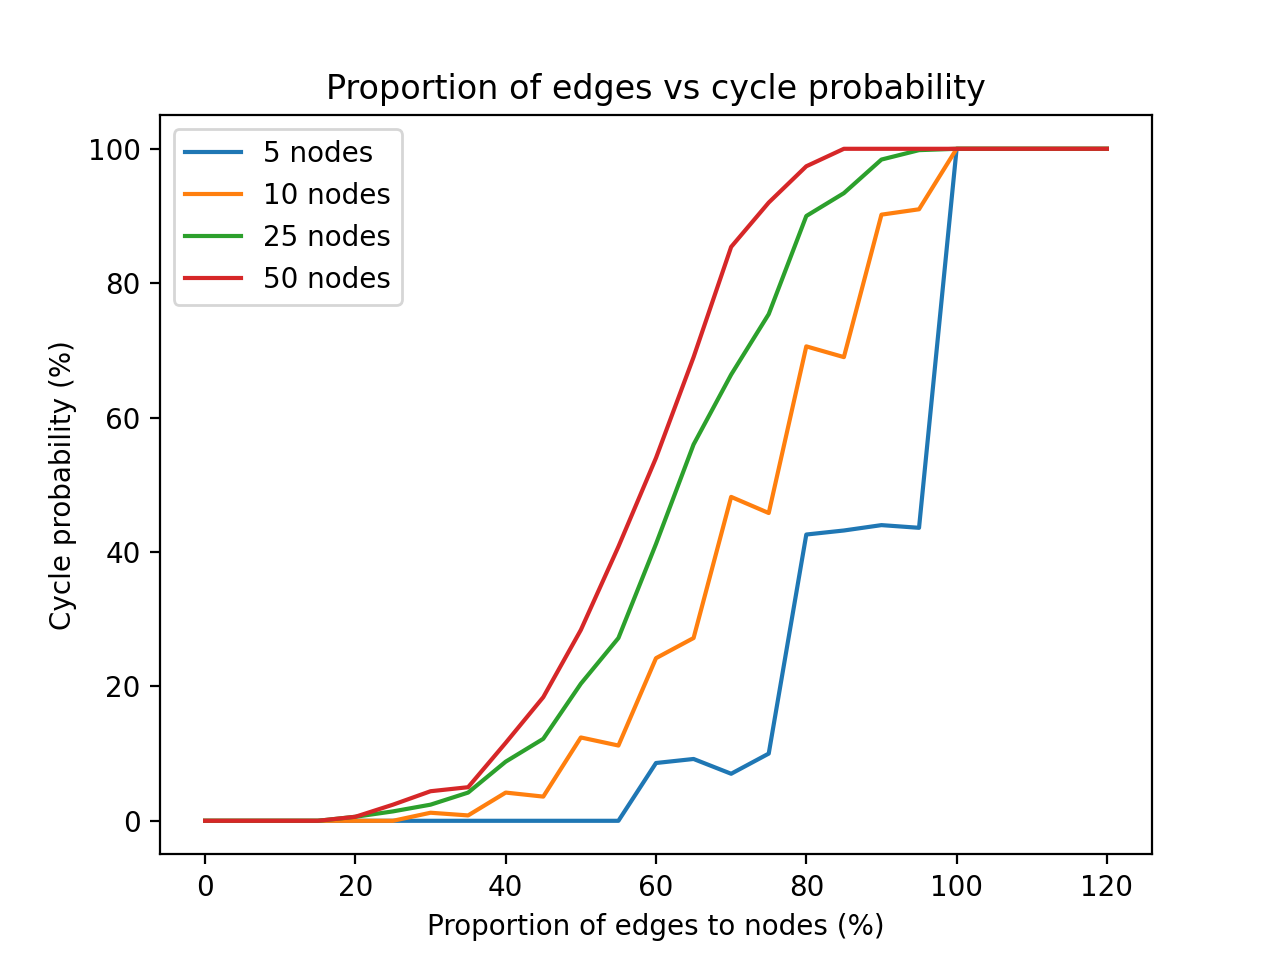 Proportion of edges vs cycle probability
5 nodes
10 nodes
25 nodes
50 nodes
100
80
60
40
20
0
Cycle probability (%)
0 20 40 60 80 100 120
Proportion of edges to nodes (%)